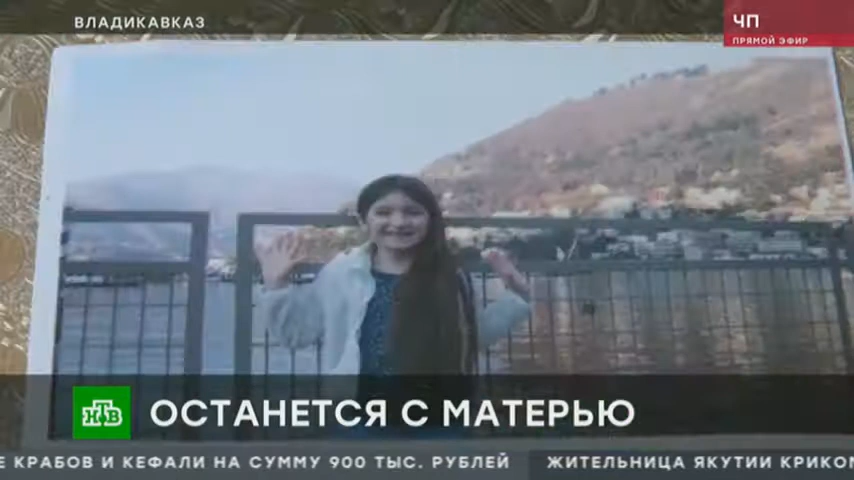 ВЛАДИКАВКАЗ
ЧП
ПРЯМОЙ ЭФИР
НТВ
ОСТАНЕТСЯ С МАТЕРЬЮ
Е КРАБОВ И КЕФАЛИ НА СУММУ 900 ТЫС. РУБЛЕЙ
ЖИТЕЛЬНИЦА ЯКУТИИ КРИКОМ